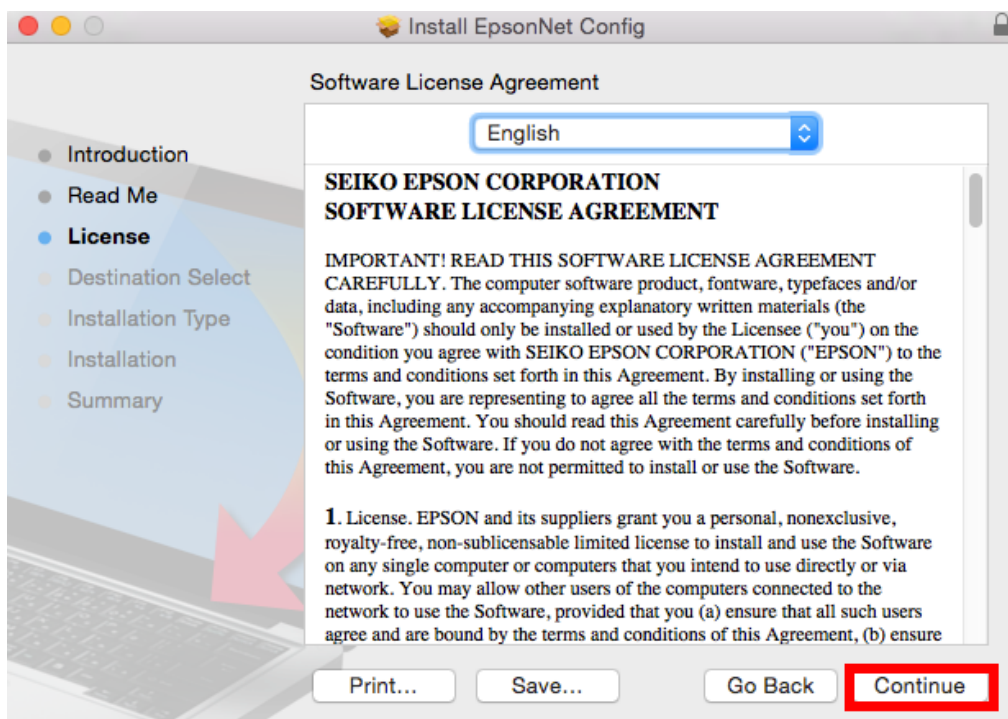 Install EpsonNet Config
Software License Agreement
English
Introduction
Read Me
License
Destination Select
Installation Type
Installation
Summary
SEIKO EPSON CORPORATION
SOFTWARE LICENSE AGREEMENT
IMPORTANT! READ THIS SOFTWARE LICENSE AGREEMENT
CAREFULLY. The computer software product, fontware, typefaces and/or
data, including any accompanying explanatory written materials (the
"Software") should only be installed or used by the Licensee ("you") on the
condition you agree with SEIKO EPSON CORPORATION ("EPSON") to the
terms and conditions set forth in this Agreement. By installing or using the
Software, you are representing to agree all the terms and conditions set forth
in this Agreement. You should read this Agreement carefully before installing
or using the Software. If you do not agree with the terms and conditions of
this Agreement, you are not permitted to install or use the Software.
1. License. EPSON and its suppliers grant you a personal, nonexclusive,
royalty-free, non-sublicensable limited license to install and use the Software
on any single computer or computers that you intend to use directly or via
network. You may allow other users of the computers connected to the
network to use the Software, provided that you (a) ensure that all such users
agree and are bound by the terms and conditions of this Agreement, (b) ensure
Print...
Save...
Go Back
Continue